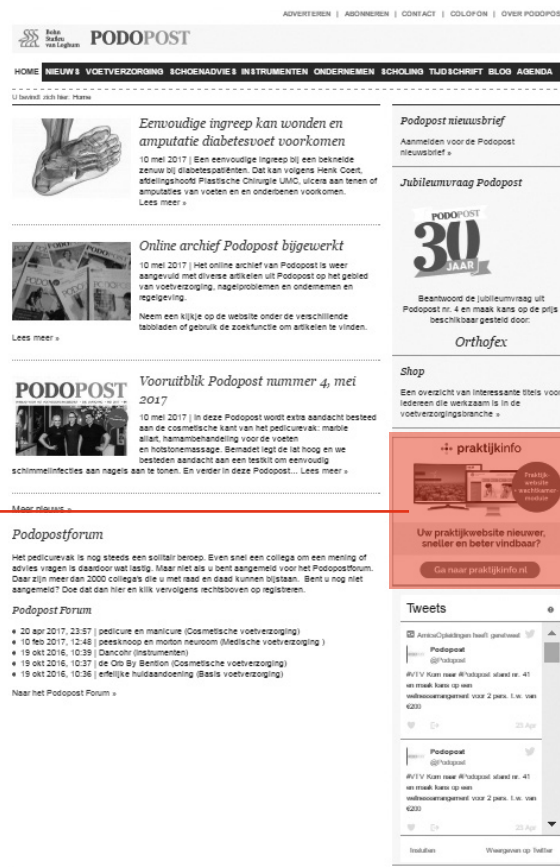 ADVERTEREN | ABONNEREN | CONTACT | COLOFON | OVER PODOPOS
Bohn
Stafleu
van Loghum
PODOPOST
HOME NIEUWS VOETVERZORGING SCHOENADVIES INSTRUMENTEN ONDERNEMEN SCHOLING TIJDSCHRIFT BLOG AGENDA
U bevindt zich hier: Home
Eenvoudige ingreep kan wonden en
amputatie diabetesvoet voorkomen
10 mei 2017 | Een eenvoudige ingreep bij een beknelde
zenuw bij diabetespatiënten. Dat kan volgens Henk Coert,
afdelingshoofd Plastische Chirurgie UMC, ulcera aan tenen of
amputaties van voeten en en onderbenen voorkomen.
Lees meer »
Online archief Podopost bijgewerkt
10 mei 2017 | Het online archief van Podopost is weer
aangevuld met diverse artikelen uit Podopost op het gebied
van voetverzorging, nagelproblemen en ondernemen en
regelgeving.
Neem een kijkje op de website onder de verschillende
tabbladen of gebruik de zoekfunctie om artikelen te vinden.
Lees meer »
PODOPOST
Vooruitblik Podopost nummer 4, mei
2017
10 mei 2017 | In deze Podopost wordt extra aandacht besteed
aan de cosmetische kant van het pedicurevak: marble
allart, hamambehandeling voor de voeten
en hotstonemassage. Bernadet legt de lat hoog en we
besteden aandacht aan een testkit om eenvoudig
schimmelinfecties aan nagels aan te tonen. En verder in deze Podopost... Lees meer »
Meer nieuws »
Podopostforum
Het pedicurevak is nog steeds een solitair beroep. Even snel een collega om een mening of
advies vragen is daardoor wat lastig. Maar niet als u bent aangemeld voor het Podopostforum.
Daar zijn meer dan 2000 collega's die u met raad en daad kunnen bijstaan. Bent u nog niet
aangemeld? Doe dat dan hier en klik vervolgens rechtsboven op registreren.
Podopost Forum
20 apr 2017, 23:57 | pedicure en manicure (Cosmetische voetverzorging)
10 feb 2017, 12:48 | peesknoop en morton neuroom (Medische voetverzorging )
19 okt 2016, 10:39 | Dancohr (Instrumenten)
19 okt 2016, 10:37 | de Orb By Bention (Cosmetische voetverzorging)
19 okt 2016, 10:36 | erfelijke huidaandoening (Basis voetverzorging)
Naar het Podopost Forum »
Podopost nieuwsbrief
Aanmelden voor de Podopost
nieuwsbrief »
Jubileumvraag Podopost
PODOPOST
30
JAAR
Beantwoord de jubileumvraag uit
Podopost nr. 4 en maak kans op de prijs
beschikbaar gesteld door:
Orthofex
Shop
Een overzicht van interessante titels voor
iedereen die werkzaam is in de
voetverzorgingsbranche »
praktijkinfo
Praktijk-
website
+ wachtkamer-
module
Uw praktijkwebsite nieuwer,
sneller en beter vindbaar?
Ga naar praktijkinfo.nl
Tweets
AmiceOpleidingen heeft geretweet
Podopost
@Podopost
#VTV Kom naar #Podopost stand nr. 41
en maak kans op een
wellnessarrangement voor 2 pers. t.w. van
€200
23 Apr
Podopost
@Podopost
#VTV Kom naar #Podopost stand nr. 41
en maak kans op een
wellnessarrangement voor 2 pers. t.w. van
€200
23 Apr
Insluiten Weergeven op Twitter